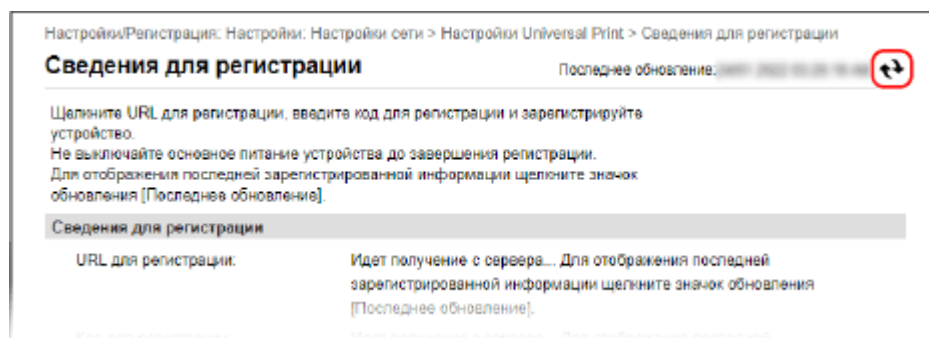 Настройки/Регистрация: Настройки: Настройки сети > Настройки Universal Print > Сведения для регистрации
Сведения для регистрации
Последнее обновление:
Щелкните URL для регистрации, введите код для регистрации и зарегистрируйте
устройство.
Не выключайте основное питание устройства до завершения регистрации.
Для отображения последней зарегистрированной информации щелкните значок
обновления [Последнее обновление].
Сведения для регистрации
URL для регистрации:
Идет получение с сервера... Для отображения последней
зарегистрированной информации щелкните значок обновления
[Последнее обновление].